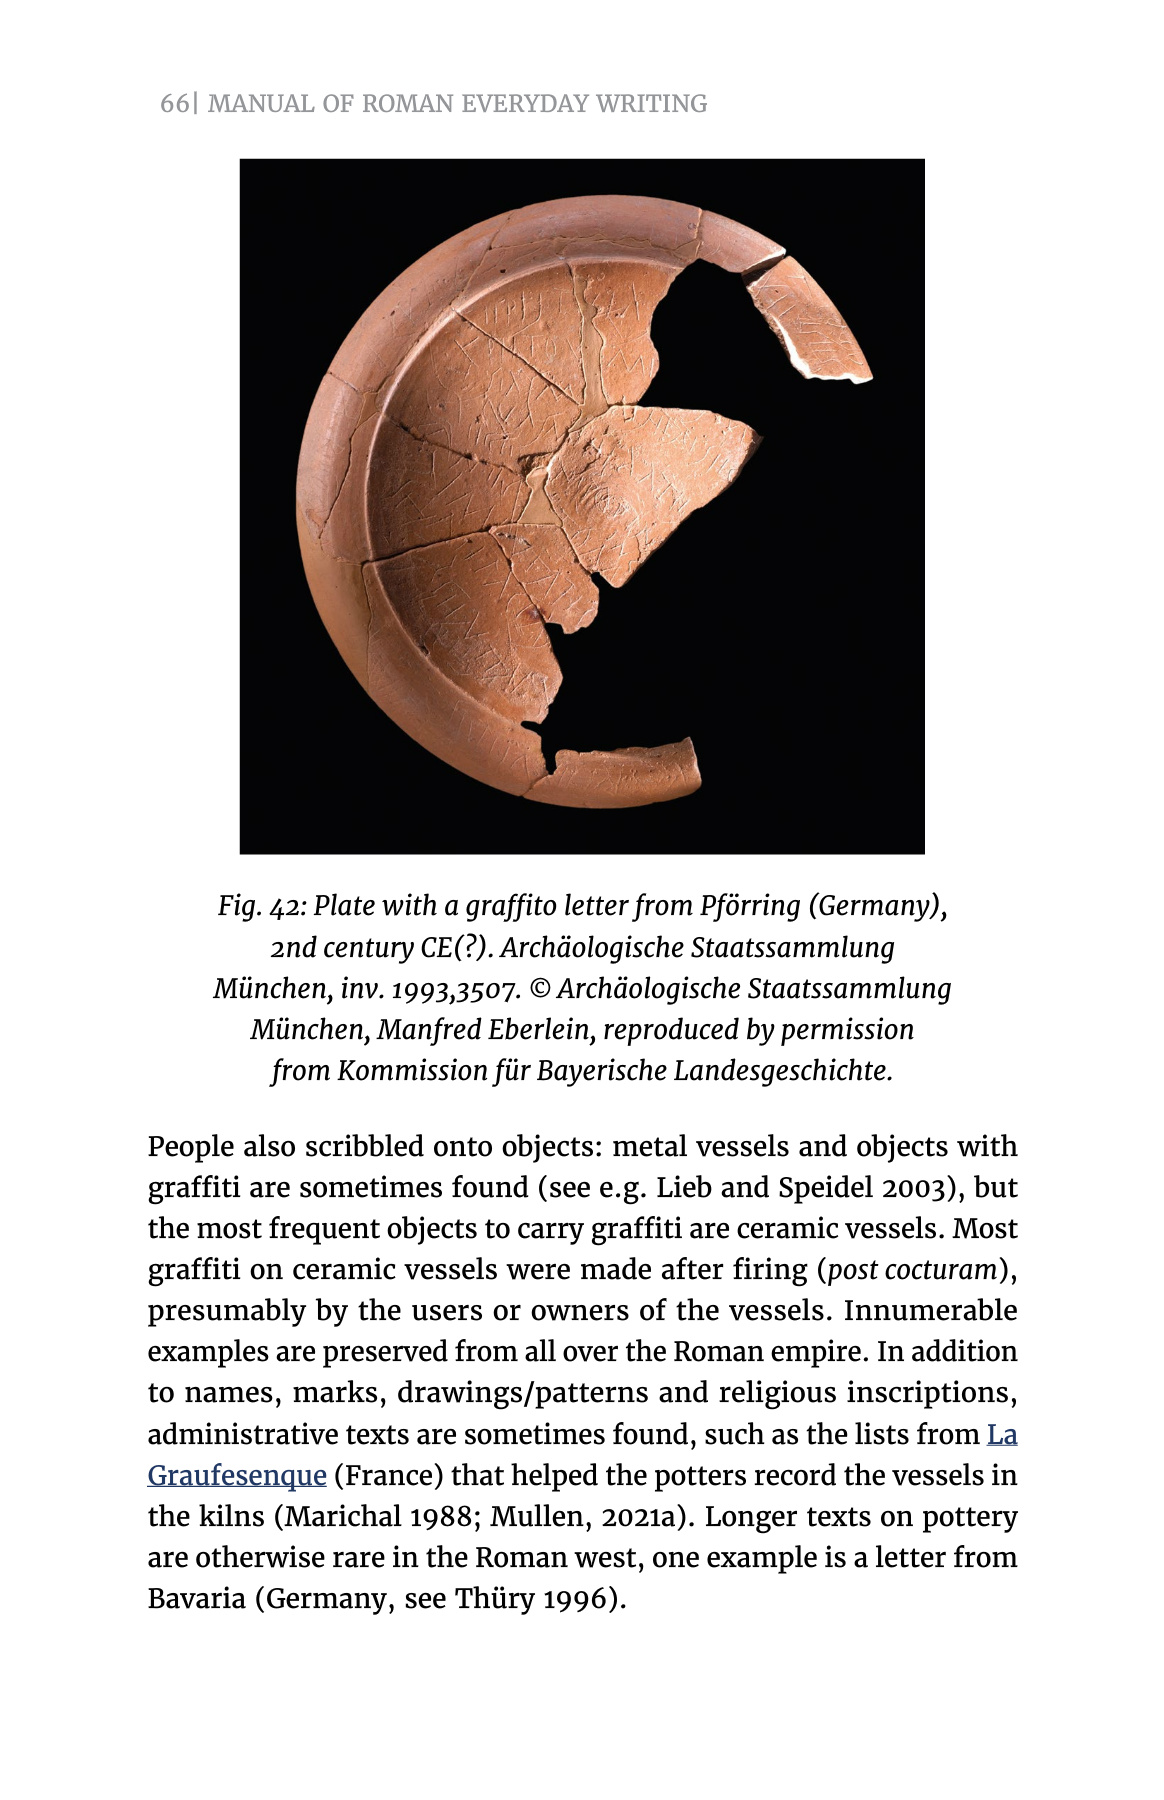 66| MANUAL OF ROMAN EVERYDAY WRITING
Fig. 42: Plate with a graffito letter from Pförring (Germany),
2nd century CE(?). Archäologische Staatssammlung
München, inv. 1993,3507. © Archäologische Staatssammlung
München, Manfred Eberlein, reproduced by permission
from Kommission für Bayerische Landesgeschichte.
People also scribbled onto objects: metal vessels and objects with
graffiti are sometimes found (see e.g. Lieb and Speidel 2003), but
the most frequent objects to carry graffiti are ceramic vessels. Most
graffiti on ceramic vessels were made after firing (post cocturam),
presumably by the users or owners of the vessels. Innumerable
examples are preserved from all over the Roman empire. In addition
to names, marks, drawings/patterns and religious inscriptions,
administrative texts are sometimes found, such as the lists from La
Graufesenque (France) that helped the potters record the vessels in
the kilns (Marichal 1988; Mullen, 2021a). Longer texts on pottery
are otherwise rare in the Roman west, one example is a letter from
Bavaria (Germany, see Thüry 1996).